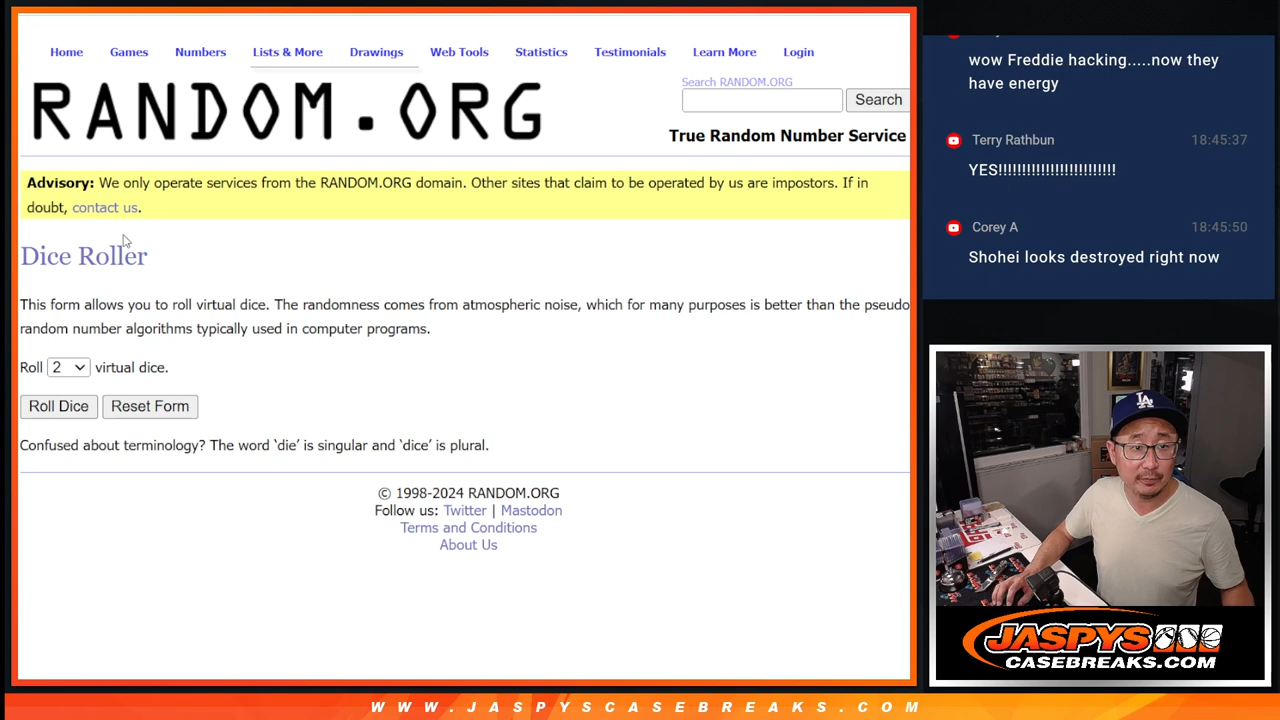 Home Games Numbers Lists & More Drawings Web Tools Statistics Testimonials Learn More Login
RANDOM.ORG
Search RANDOM.ORG
Search
True Random Number Service
Advisory: We only operate services from the RANDOM.ORG domain. Other sites that claim to be operated by us are impostors. If in
doubt, contact us.
Dice Roller
This form allows you to roll virtual dice. The randomness comes from atmospheric noise, which for many purposes is better than the pseudo
random number algorithms typically used in computer programs.
Roll 2 virtual dice.
Roll Dice Reset Form
Confused about terminology? The word ‘die’ is singular and ‘dice’ is plural.
© 1998-2024 RANDOM.ORG
Follow us: Twitter | Mastodon
Terms and Conditions
About Us
wow Freddie hacking.....now they
have energy
Terry Rathbun 18:45:37
YES!!!!!!!!!!!!!!!!!!!!!!!!!
Corey A 18:45:50
Shohei looks destroyed right now
LA
JASPYS
CASEBREAKS.COM
WWW.JASPYSCASEBREAKS.COM